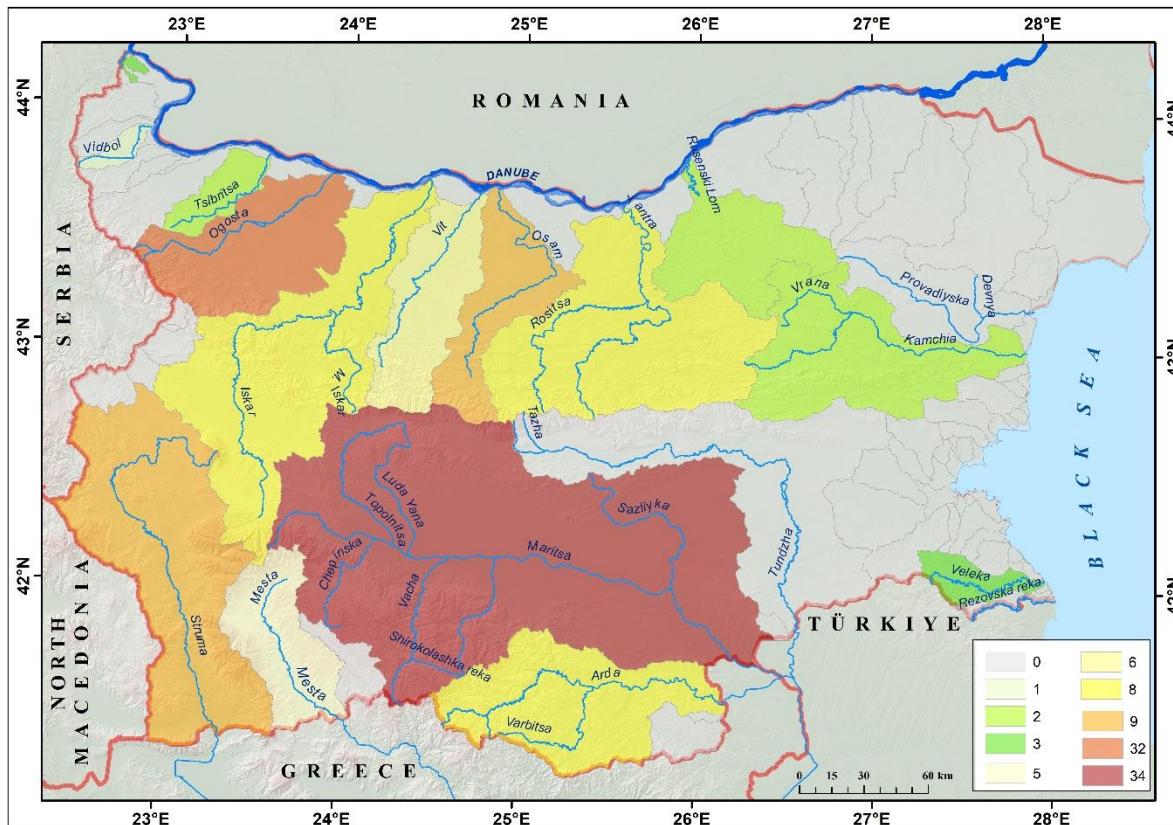 23°E 24°E 25°E 26°E 27°E 28°E
44°N
ROMANIA
Vidbol
Rusenski Lom
DANUBE
Tsibritsa
Ogosta
Vit
Osam
antra
SERBIA
Provadiyska
Devnya
Vrana
Rositsa
Kamchia
43°N
43°N
Iskar
M. Iskar
Tazha
BLACK SEA
Luda Yana
Topolnitsa
Sazliyka
Maritsa
Tundzha
Chepinska
Vacha
42°N
Veleka
Rezovska reka
Mesta
Struma
TÜRKIYE
NORTH
MACEDONIA
Shirokolashka reka
Mesta
Arda
Varbitsa
GREECE
0 15 30 60 km
0
1
2
3
5
6
8
9
32
34
23°E 24°E 25°E 26°E 27°E 28°E